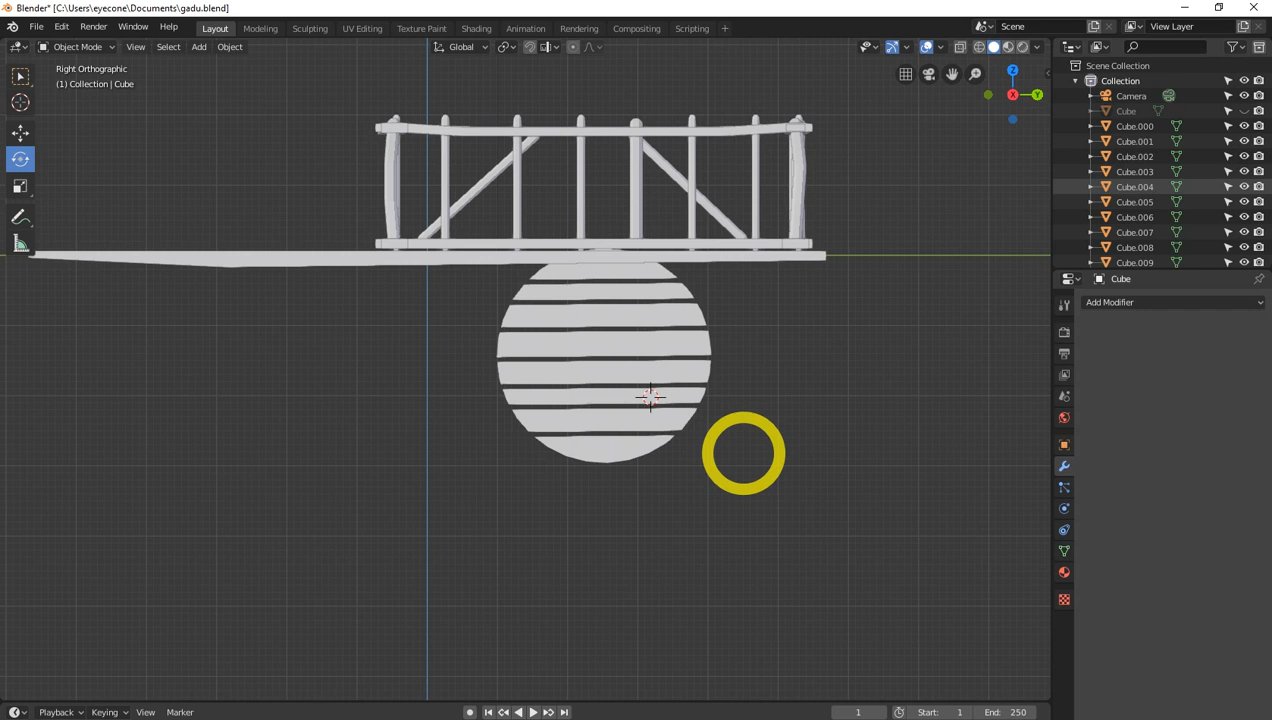 Blender* [C:\Users\eyecone\Documents\gadu.blend]
File Edit Render Window Help Layout Modeling Sculpting UV Editing Texture Paint Shading Animation Rendering Compositing Scripting + Scene View Layer
Object Mode View Select Add Object Global
Right Orthographic
(1) Collection | Cube
Z
X
Y
Scene Collection
Collection
Camera
Cube
Cube.000
Cube.001
Cube.002
Cube.003
Cube.004
Cube.005
Cube.006
Cube.007
Cube.008
Cube.009
Cube
Add Modifier
Playback Keying View Marker 1 Start: 1 End: 250